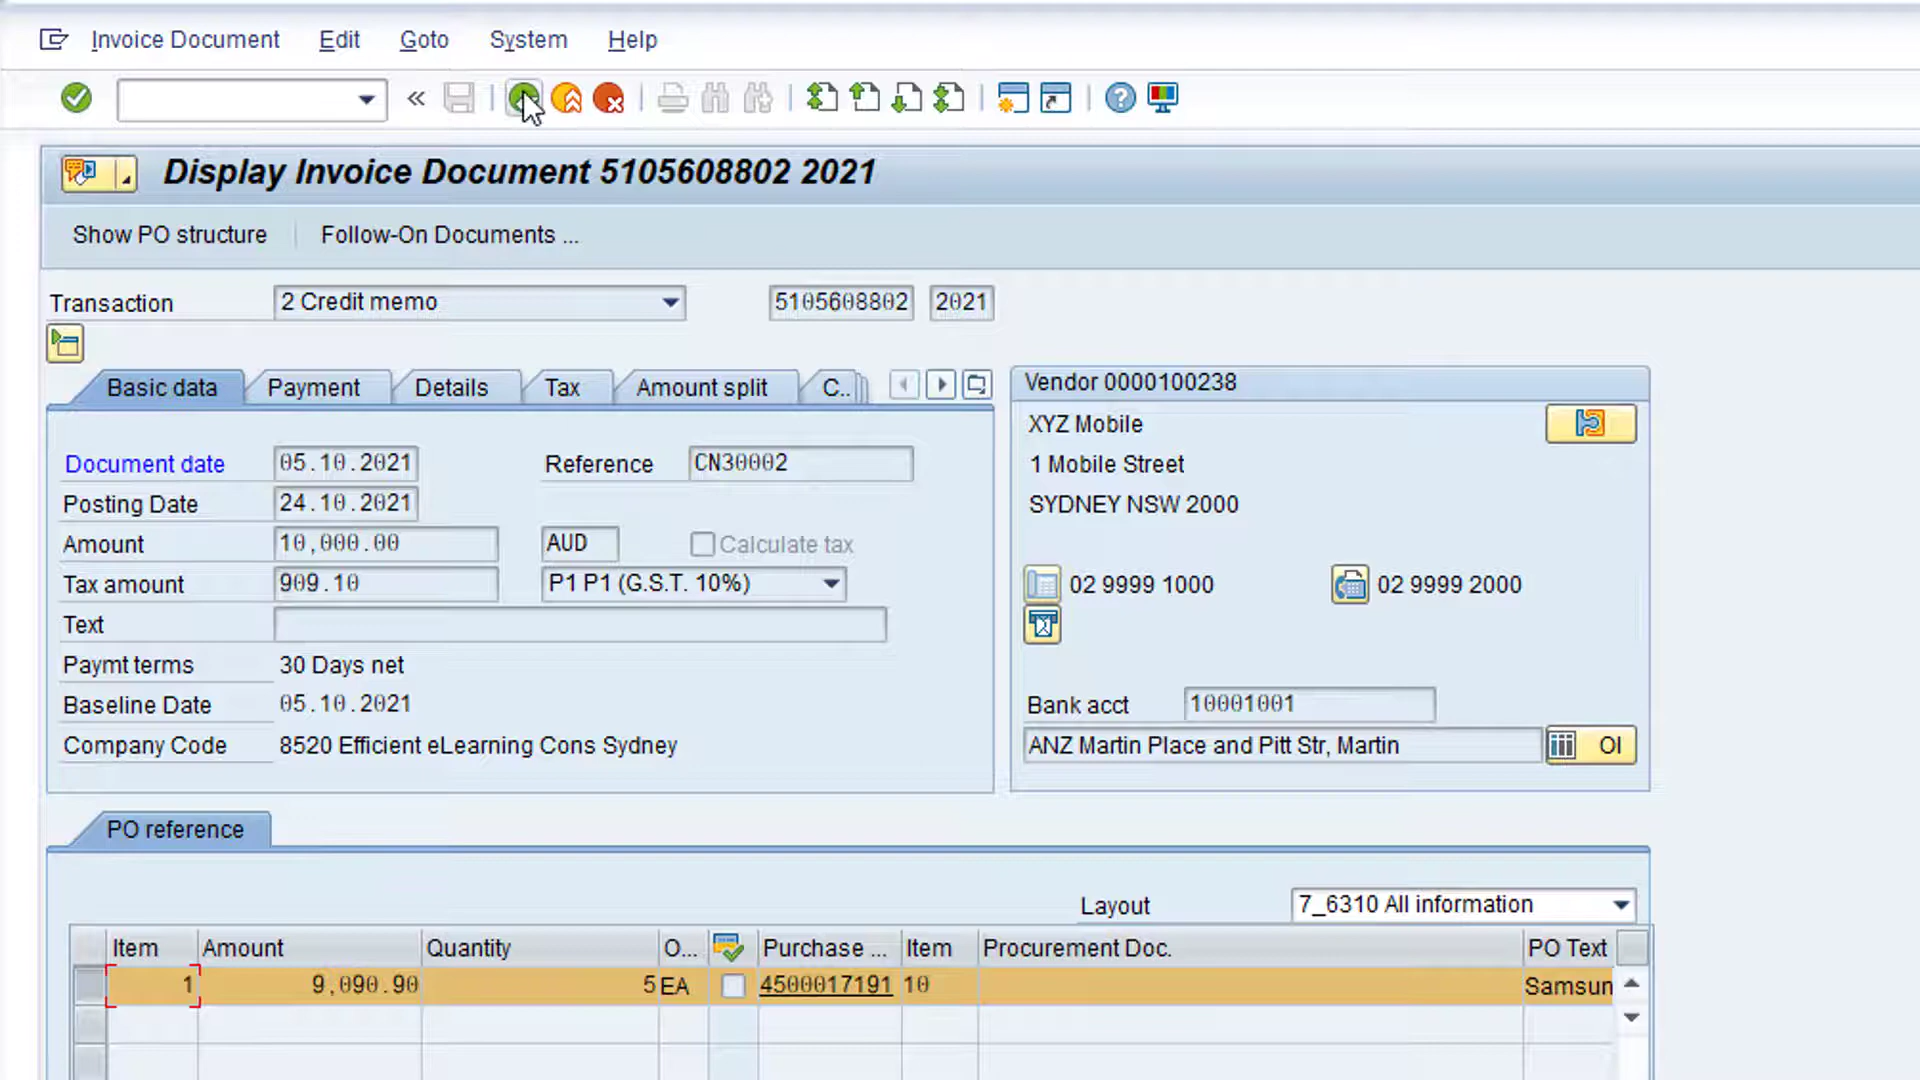 Invoice Document Edit Goto System Help
Display Invoice Document 5105608802 2021
Show PO structure Follow-On Documents ...
Transaction 2 Credit memo 5105608802 2021
Basic data Payment Details Tax Amount split C..
Document date 05.10.2021 Reference CN30002
Posting Date 24.10.2021
Amount 10,000.00 AUD Calculate tax
Tax amount 909.10 P1 P1 (G.S.T. 10%)
Text
Paymt terms 30 Days net
Baseline Date 05.10.2021
Company Code 8520 Efficient eLearning Cons Sydney
Vendor 0000100238
XYZ Mobile
1 Mobile Street
SYDNEY NSW 2000
02 9999 1000 02 9999 2000
Bank acct 10001001
ANZ Martin Place and Pitt Str, Martin OI
PO reference
Layout 7_6310 All information
Item Amount Quantity O... Purchase ... Item Procurement Doc. PO Text
1 9,090.90 5 EA 4500017191 10 Samsun